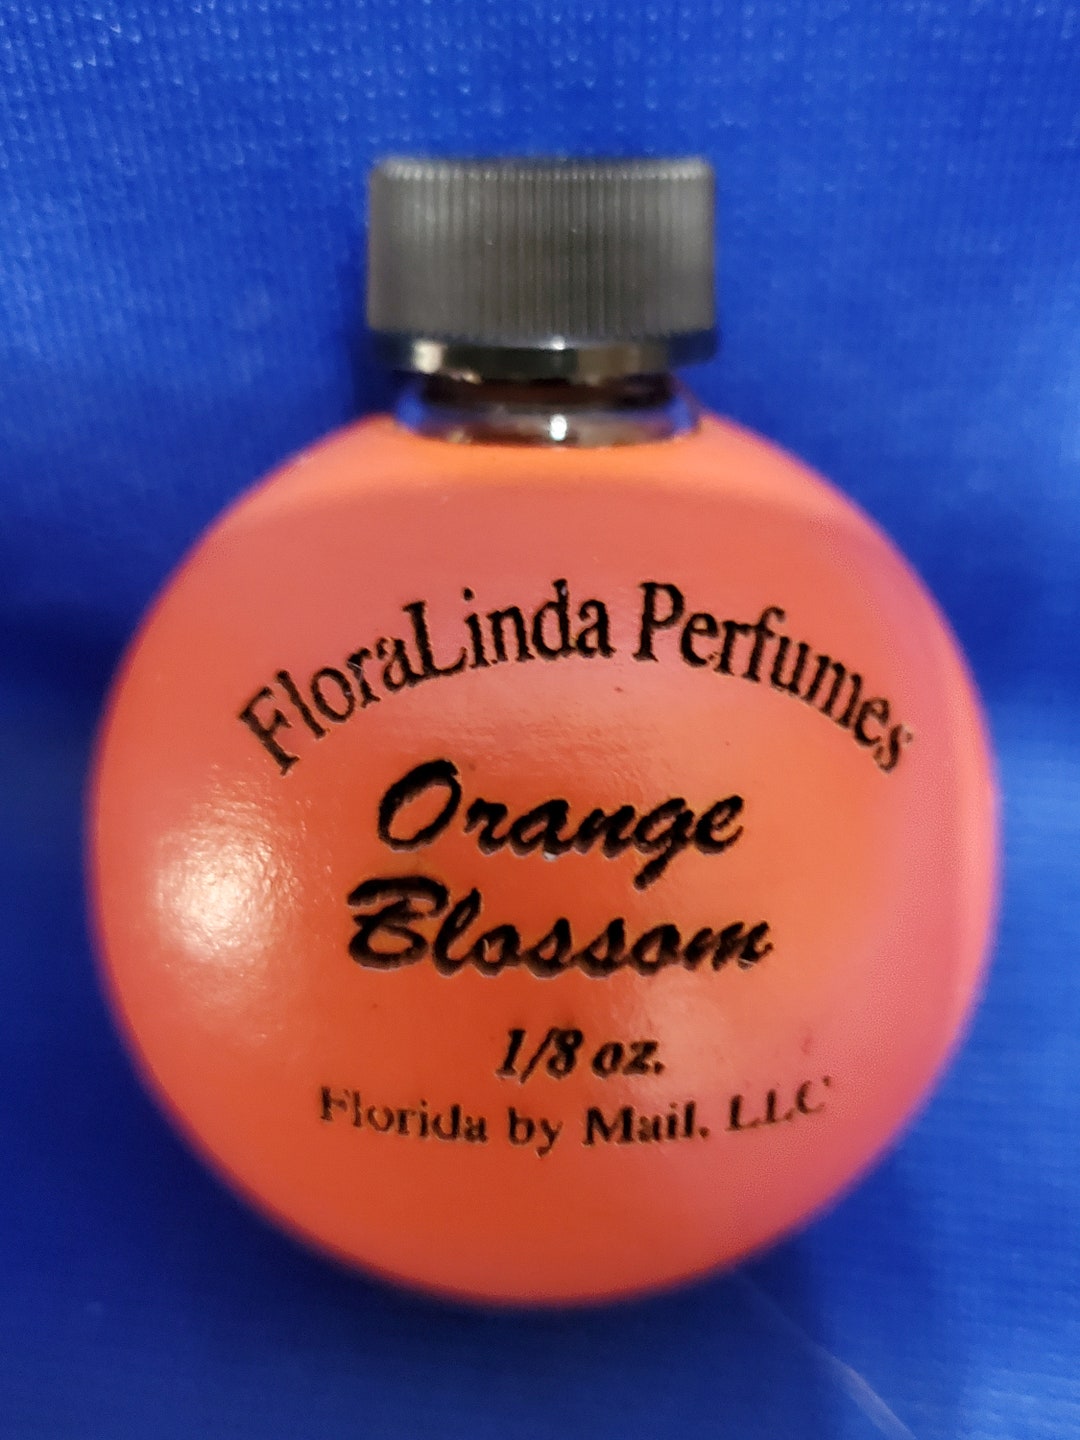 FloraLinda Perfumes
Orange
Blossom
1/8 oz.
Florida by Mail, LLC